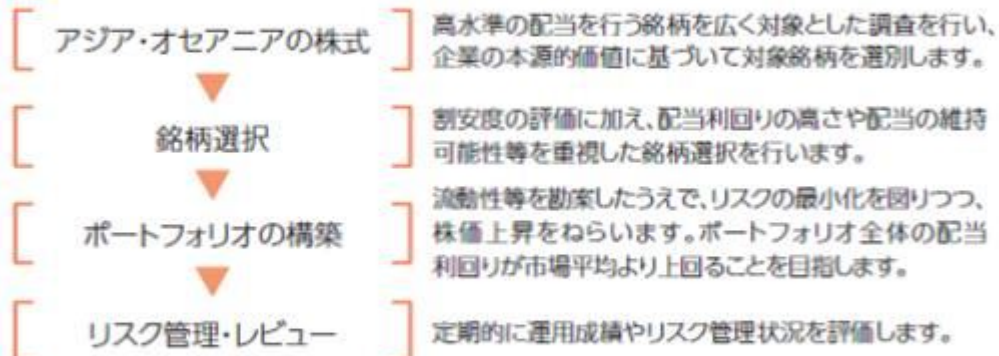 アジア・オセアニアの株式
高水準の配当を行う銘柄を広く対象とした調査を行い、
企業の本源的価値に基づいて対象銘柄を選別します。
銘柄選択
割安度の評価に加え、配当利回りの高さや配当の維持
可能性等を重視した銘柄選択を行います。
ポートフォリオの構築
流動性等を勘案したうえで、リスクの最小化を図りつつ、
株価上昇をねらいます。ポートフォリオ全体の配当
利回りが市場平均より上回ることを目指します。
リスク管理・レビュー
定期的に運用成績やリスク管理状況を評価します。